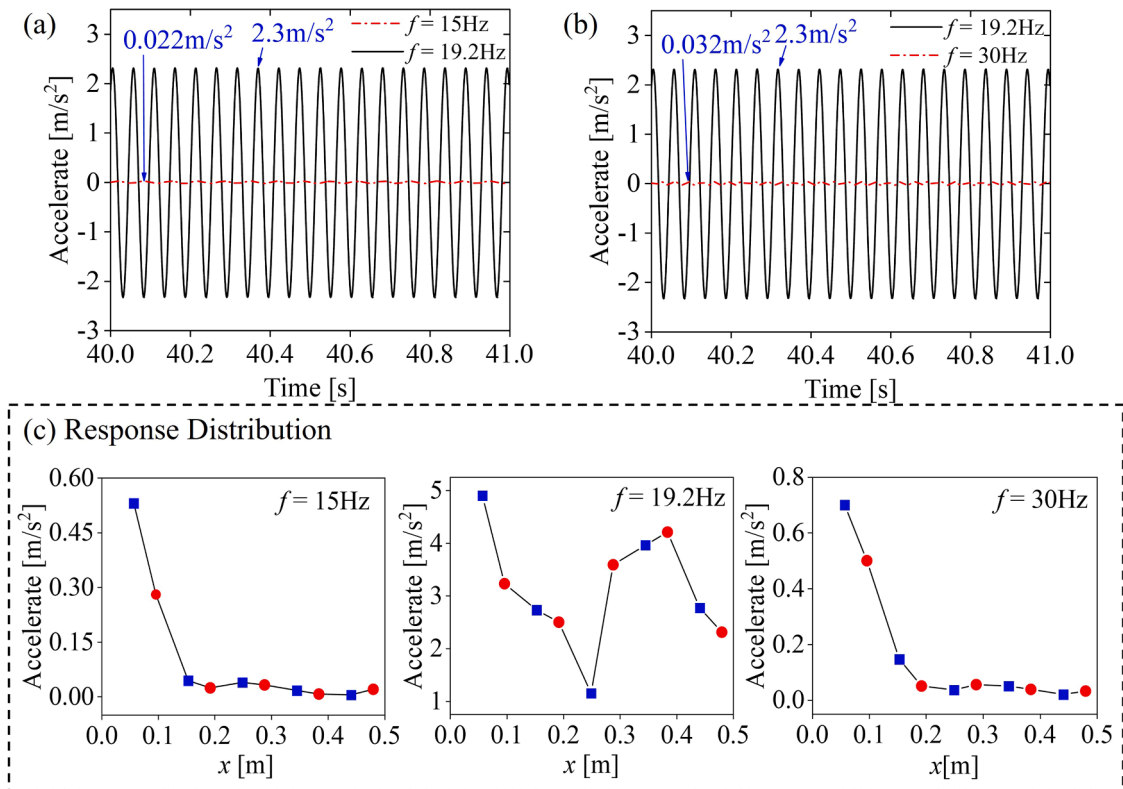 (a)
f = 15Hz
f = 19.2Hz
0.022m/s²
2.3m/s²
Accelerate [m/s²]
3
2
1
0
-1
-2
-3
40.0 40.2 40.4 40.6 40.8 41.0
Time [s]
(b)
f = 19.2Hz
f = 30Hz
0.032m/s²
2.3m/s²
Accelerate [m/s²]
3
2
1
0
-1
-2
-3
40.0 40.2 40.4 40.6 40.8 41.0
Time [s]
(c) Response Distribution
f = 15Hz
Accelerate [m/s²]
0.60
0.45
0.30
0.15
0.00
0.0 0.1 0.2 0.3 0.4 0.5
x [m]
f = 19.2Hz
Accelerate [m/s²]
5
4
3
2
1
0.0 0.1 0.2 0.3 0.4 0.5
x [m]
f = 30Hz
Accelerate [m/s²]
0.8
0.6
0.4
0.2
0.0
0.0 0.1 0.2 0.3 0.4 0.5
x[m]